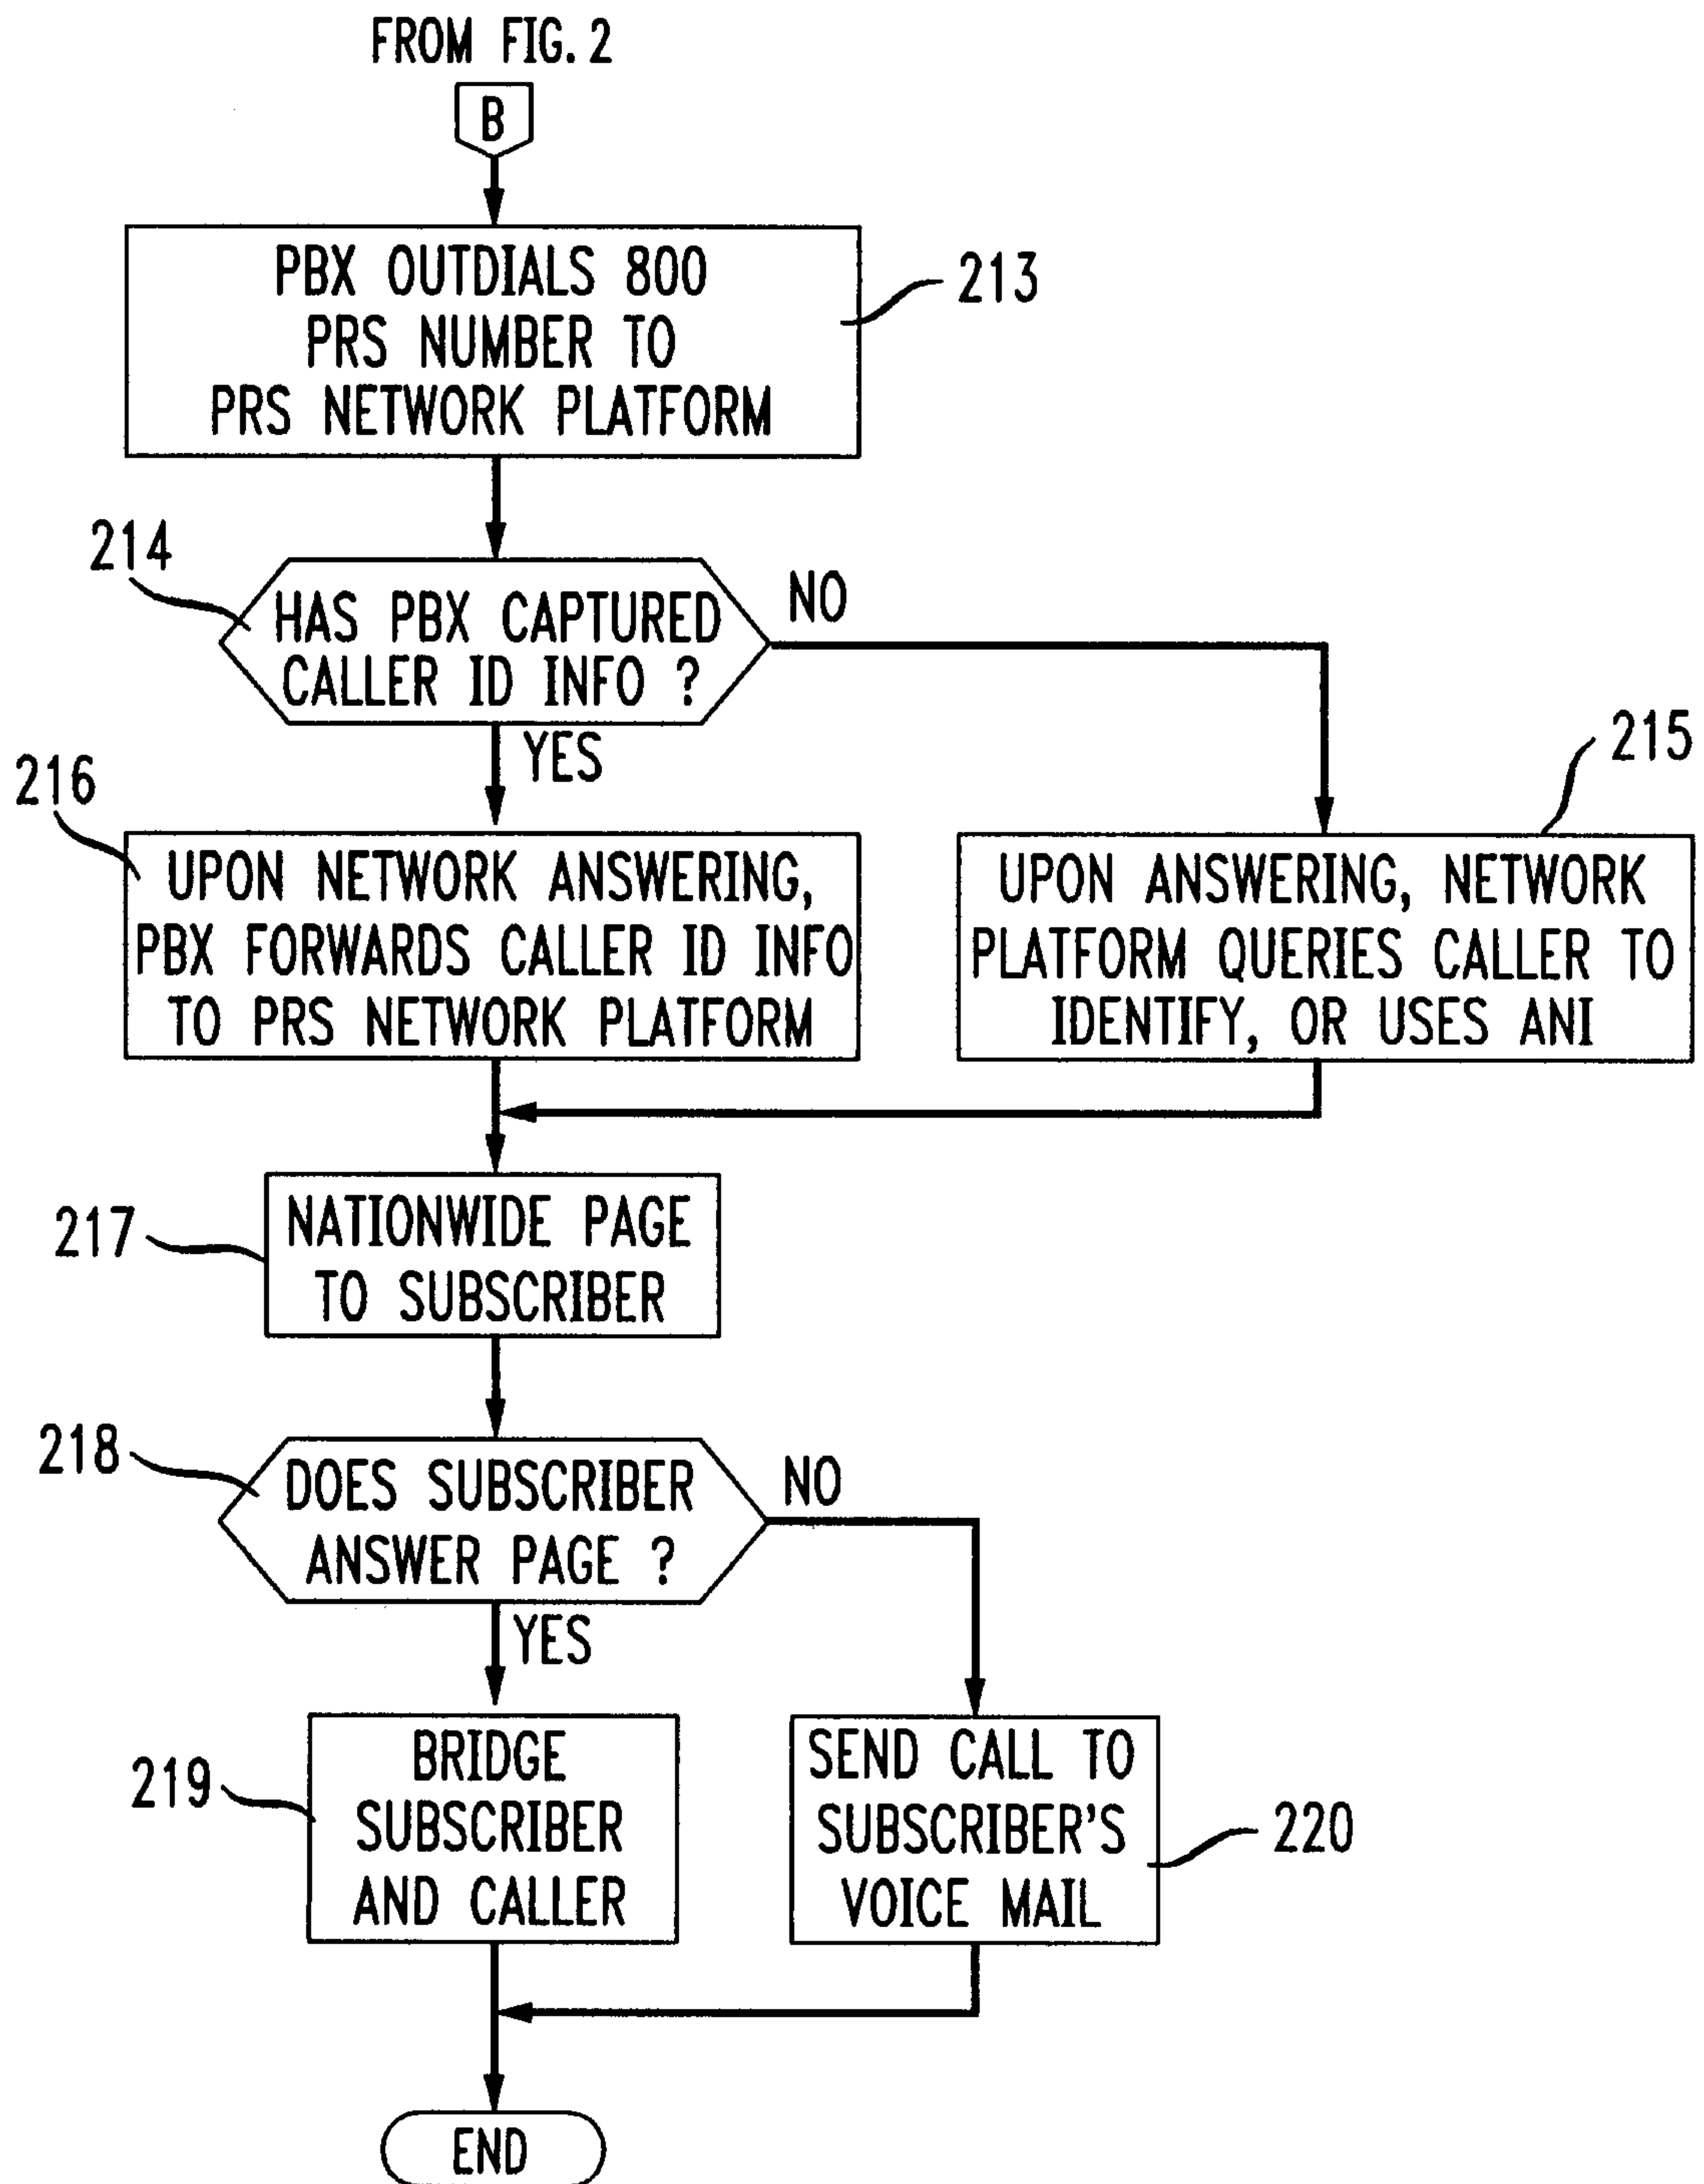 FROM FIG. 2
B
PBX OUTDIALS 800
PRS NUMBER TO
PRS NETWORK PLATFORM
213
214
HAS PBX CAPTURED
CALLER ID INFO ?
NO
YES
216
UPON NETWORK ANSWERING,
PBX FORWARDS CALLER ID INFO
TO PRS NETWORK PLATFORM
215
UPON ANSWERING, NETWORK
PLATFORM QUERIES CALLER TO
IDENTIFY, OR USES ANI
217
NATIONWIDE PAGE
TO SUBSCRIBER
218
DOES SUBSCRIBER
ANSWER PAGE ?
NO
YES
219
BRIDGE
SUBSCRIBER
AND CALLER
SEND CALL TO
SUBSCRIBER'S
VOICE MAIL
220
END